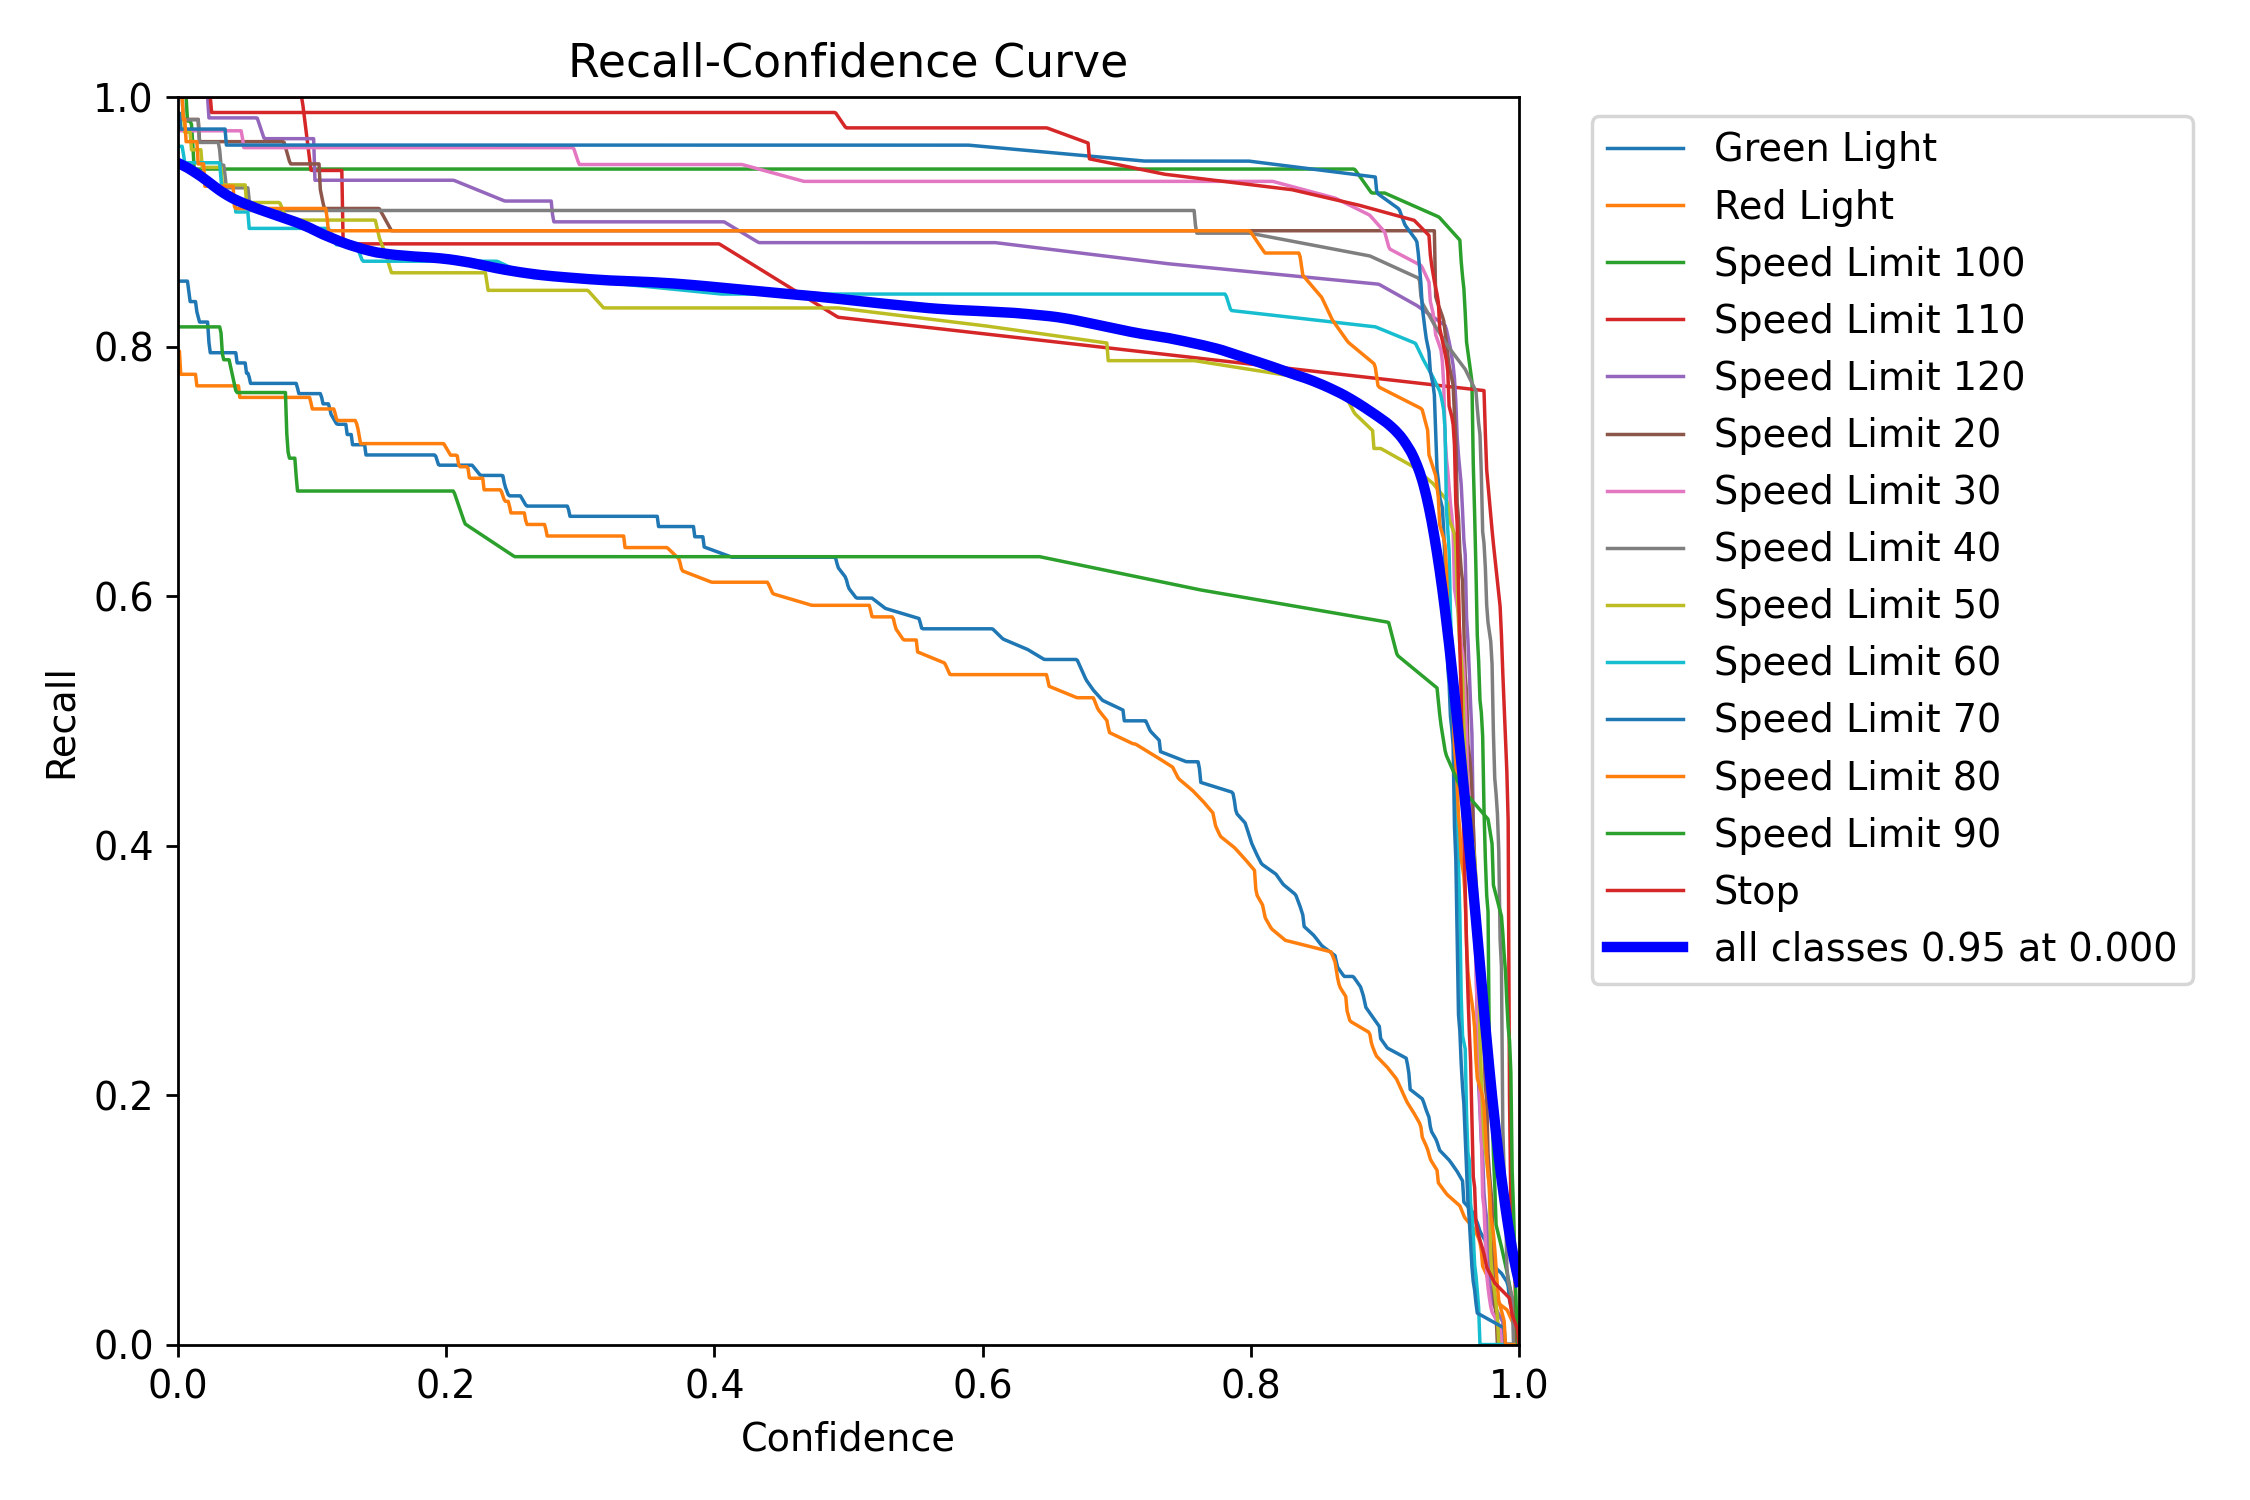 Recall-Confidence Curve
1.0
0.8
0.6
0.4
0.2
0.0
Recall
0.0 0.2 0.4 0.6 0.8 1.0
Confidence
Green Light
Red Light
Speed Limit 100
Speed Limit 110
Speed Limit 120
Speed Limit 20
Speed Limit 30
Speed Limit 40
Speed Limit 50
Speed Limit 60
Speed Limit 70
Speed Limit 80
Speed Limit 90
Stop
all classes 0.95 at 0.000